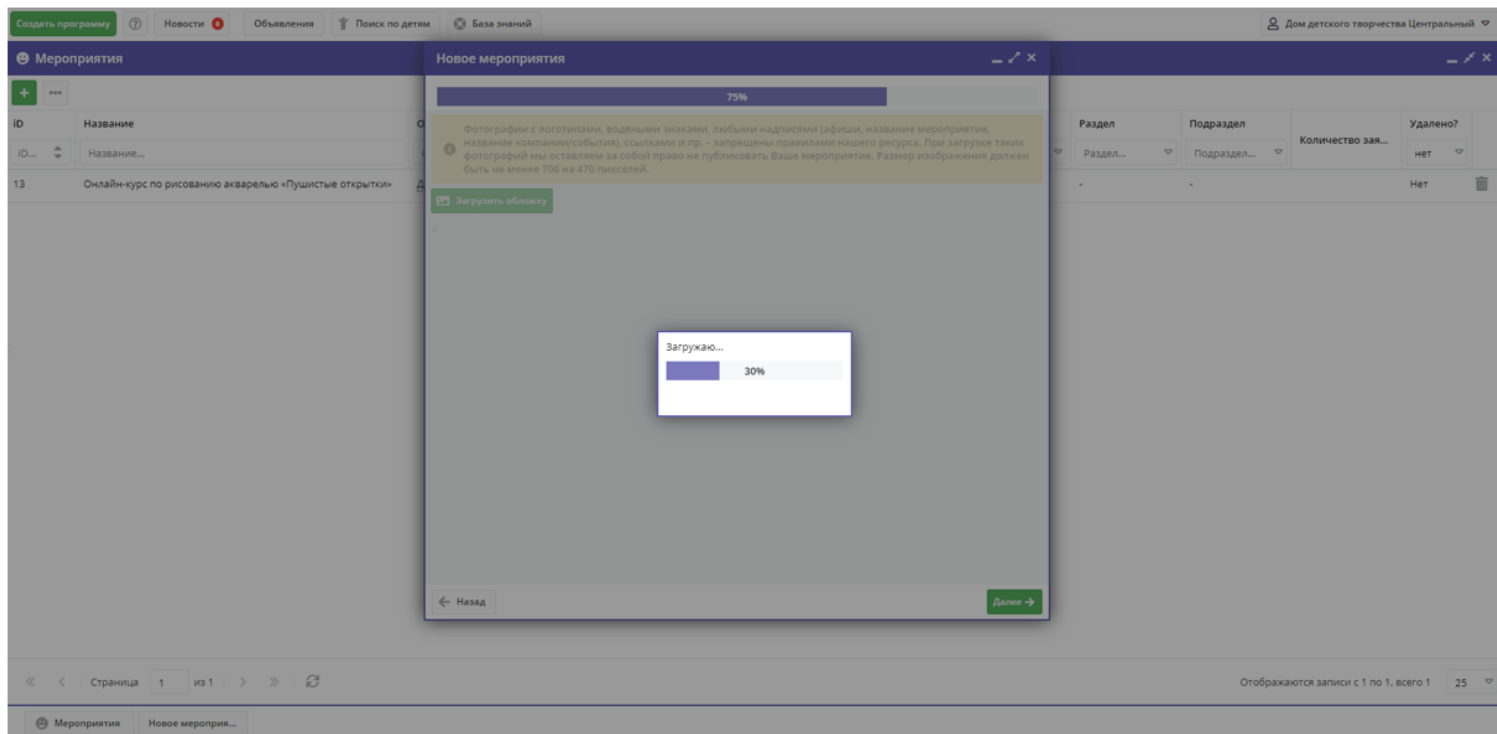 Создать программу
Новости
Объявления
Поиск по детям
База знаний
Дом детского творчества Центральный
Мероприятия
Новое мероприятия
75%
Фотографии с логотипами, водяными знаками, любыми надписями (афиши, название мероприятия,
название компании/события), ссылками и пр. – запрещены правилами нашего ресурса. При загрузке таких
фотографий мы оставляем за собой право не публиковать Ваше мероприятие. Размер изображения должен
быть не менее 706 на 470 пикселей.
Загрузить обложку
Загружаю...
30%
Назад
Далее
ID
Название
Раздел
Подраздел
Количество зая...
Удалено?
ID...
Название...
Раздел...
Подраздел...
нет
13
Онлайн-курс по рисованию акварелью «Пушистые открытки»
-
-
Нет
Страница 1 из 1
Отображаются записи с 1 по 1, всего 1
25
Мероприятия
Новое мероприя...